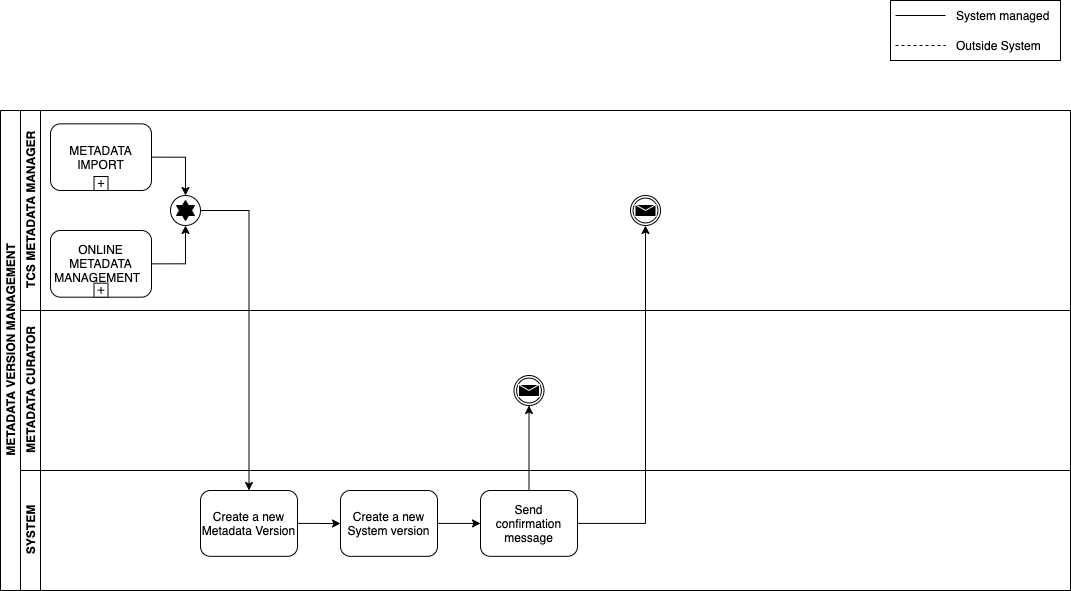 System managed
Outside System
METADATA VERSION MANAGEMENT
TCS METADATA MANAGER
METADATA
IMPORT
+
ONLINE
METADATA
MANAGEMENT
+
METADATA CURATOR
SYSTEM
Create a new
Metadata Version
Create a new
System version
Send
confirmation
message